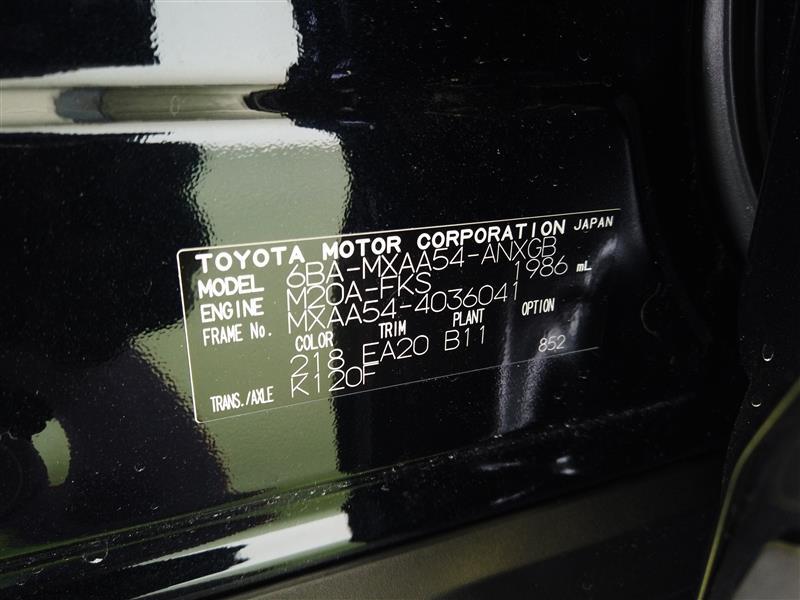 TOYOTA MOTOR CORPORATION JAPAN
MODEL 6BA-MXAA54-ANXGB
ENGINE M20A-FKS 1986 mL
FRAME No. MXAA54-4036041
COLOR TRIM PLANT OPTION
218 EA20 B11 852
TRANS./AXLE K120F